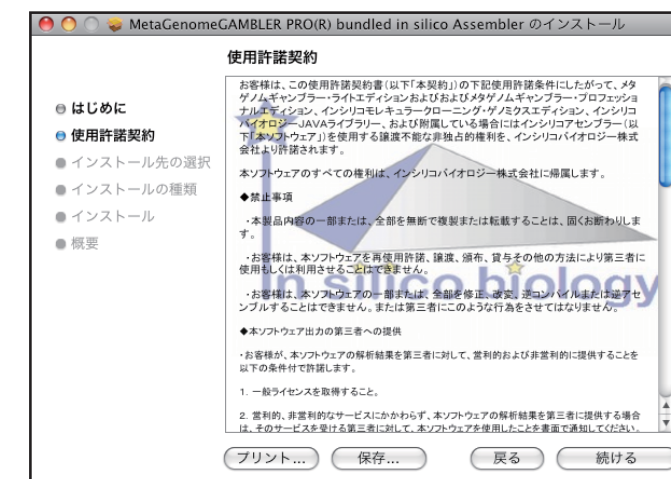 MetaGenomeGAMBLER PRO(R) bundled in silico Assembler のインストール
使用許諾契約
はじめに
使用許諾契約
インストール先の選択
インストールの種類
インストール
概要
お客様は、この使用許諾契約書(以下「本契約」)の下記使用許諾条件にしたがって、メタ
ゲノムギャンブラー・ライトエディションおよびおよびメタゲノムギャンブラー・プロフェッショ
ナルエディション、インシリコモレキュラークローニング・ゲノミクスエディション、インシリコ
バイオロジーJAVAライブラリー、および附属している場合にはインシリコアセンブラー(以
下「本ソフトウェア」)を使用する譲渡不能な非独占的権利を、インシリコバイオロジー株式
会社より許諾されます。
本ソフトウェアのすべての権利は、インシリコバイオロジー株式会社に帰属します。
◆禁止事項
・本製品内容の一部または、全部を無断で複製または転載することは、固くお断わりしま
す。
・お客様は、本ソフトウェアを再使用許諾、譲渡、頒布、貸与その他の方法により第三者に
使用もしくは利用させることはできません。
・お客様は、本ソフトウェアの一部または、全部を修正、改変、逆コンパイルまたは逆アセ
ンブルすることはできません。または第三者にこのような行為をさせてはなりません。
◆本ソフトウェア出力の第三者への提供
・お客様が、本ソフトウェアの解析結果を第三者に対して、営利的および非営利的に提供することを
以下の条件付で許諾します。
1. 一般ライセンスを取得すること。
2. 営利的、非営利的なサービスにかかわらず、本ソフトウェアの解析結果を第三者に提供する場合
は、そのサービスを受ける第三者に対して、本ソフトウェアを使用したことを書面で通知してください。
in silico biology
プリント... 保存... 戻る 続ける